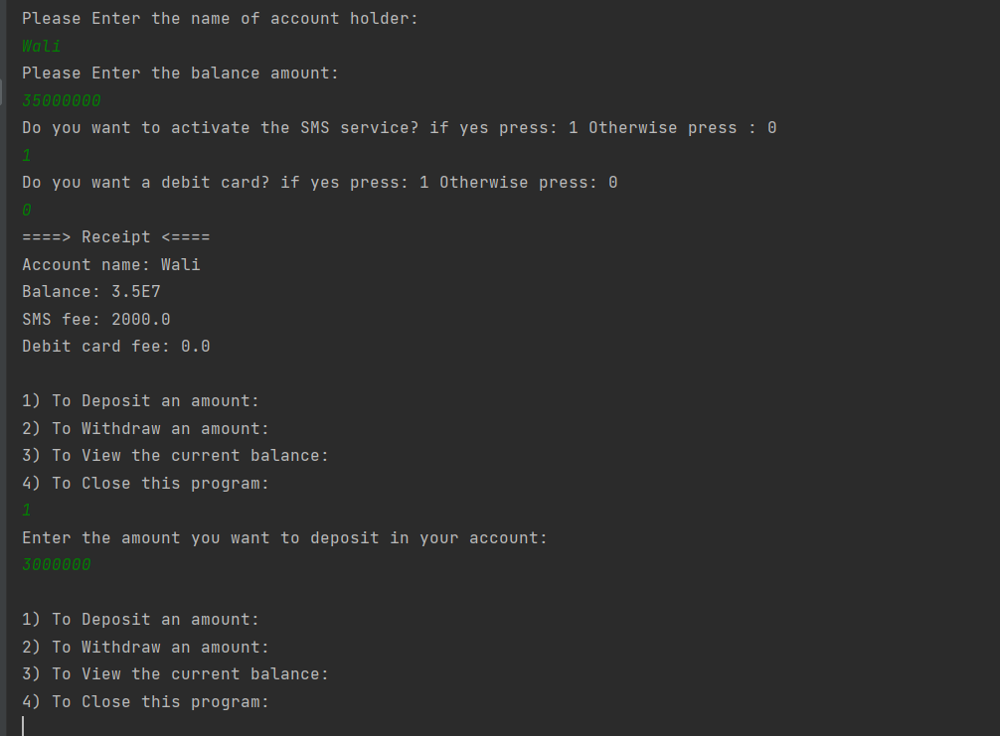 Please Enter the name of account holder:
Wali
Please Enter the balance amount:
35000000
Do you want to activate the SMS service? if yes press: 1 Otherwise press : 0
1
Do you want a debit card? if yes press: 1 Otherwise press: 0
0
====> Receipt <====
Account name: Wali
Balance: 3.5E7
SMS fee: 2000.0
Debit card fee: 0.0
1) To Deposit an amount:
2) To Withdraw an amount:
3) To View the current balance:
4) To Close this program:
1
Enter the amount you want to deposit in your account:
3000000
1) To Deposit an amount:
2) To Withdraw an amount:
3) To View the current balance:
4) To Close this program: